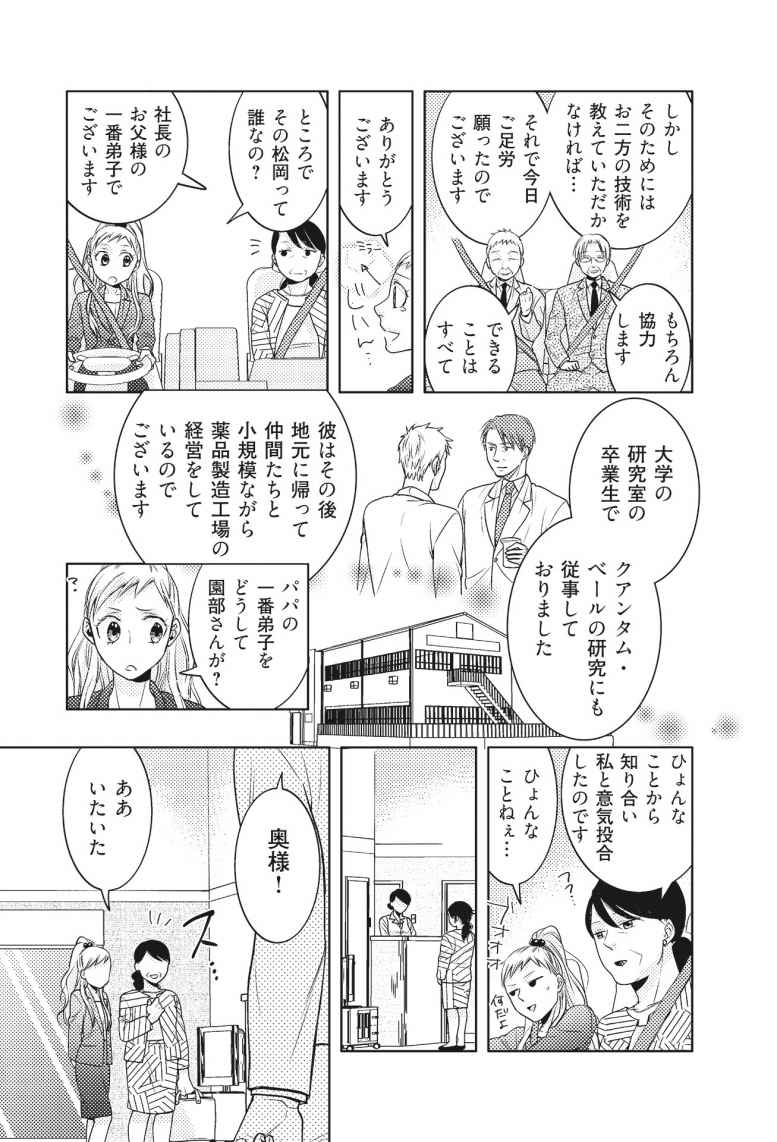 しかし
そのためには
お二方の技術を
教えていただか
なければ…
それで今日
ご足労
願ったので
ございます
もちろん
協力
します
できる
ことは
すべて
ありがとう
ございます
ところで
その松岡って
誰なの？
社長の
お父様の
一番弟子で
ございます
大学の
研究室の
卒業生で
クアンタム・
ベールの研究にも
従事して
おりました
彼はその後
地元に帰って
仲間たちと
小規模ながら
薬品製造工場の
経営をして
いるので
ございます
パパの
一番弟子を
どうして
園部さんが？
?
ひょんな
ことから
知り合い
私と意気投合
したのです
ひょんな
ことねぇ…
??
何だよ
奥様！
ああ
いたいた
スッ…